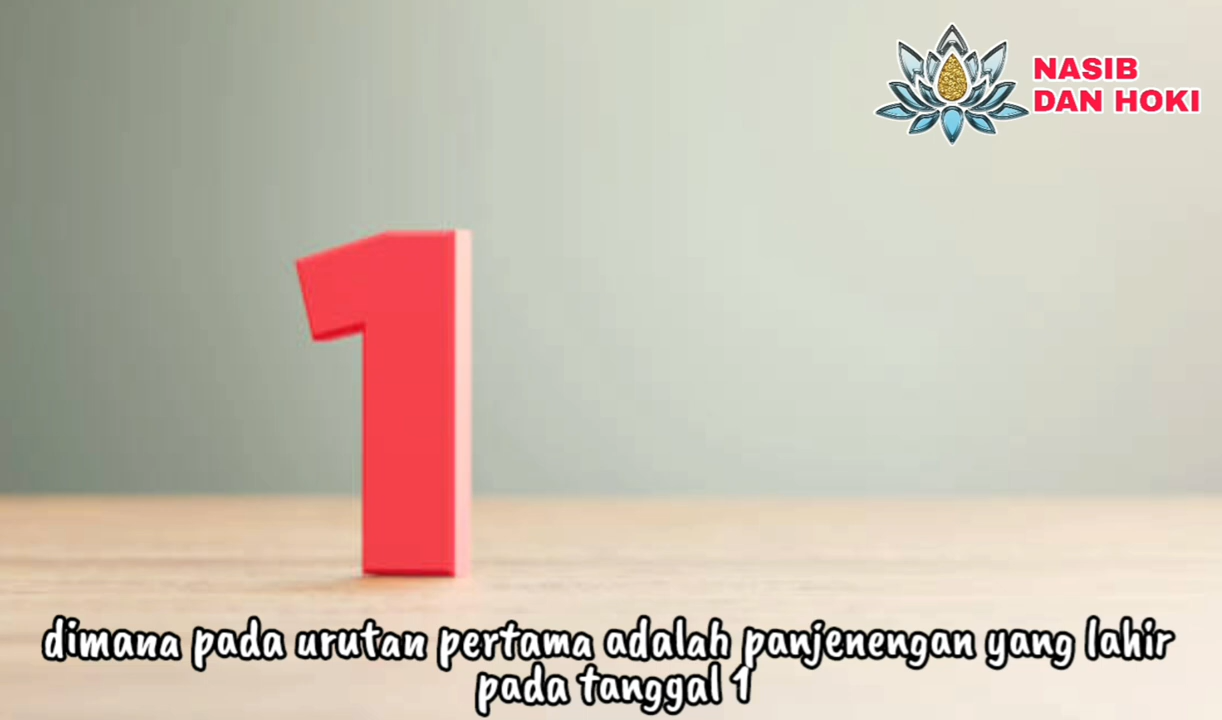 NASIB
DAN HOKI
1
dimana pada urutan pertama adalah panjenengan yang lahir
pada tanggal 1